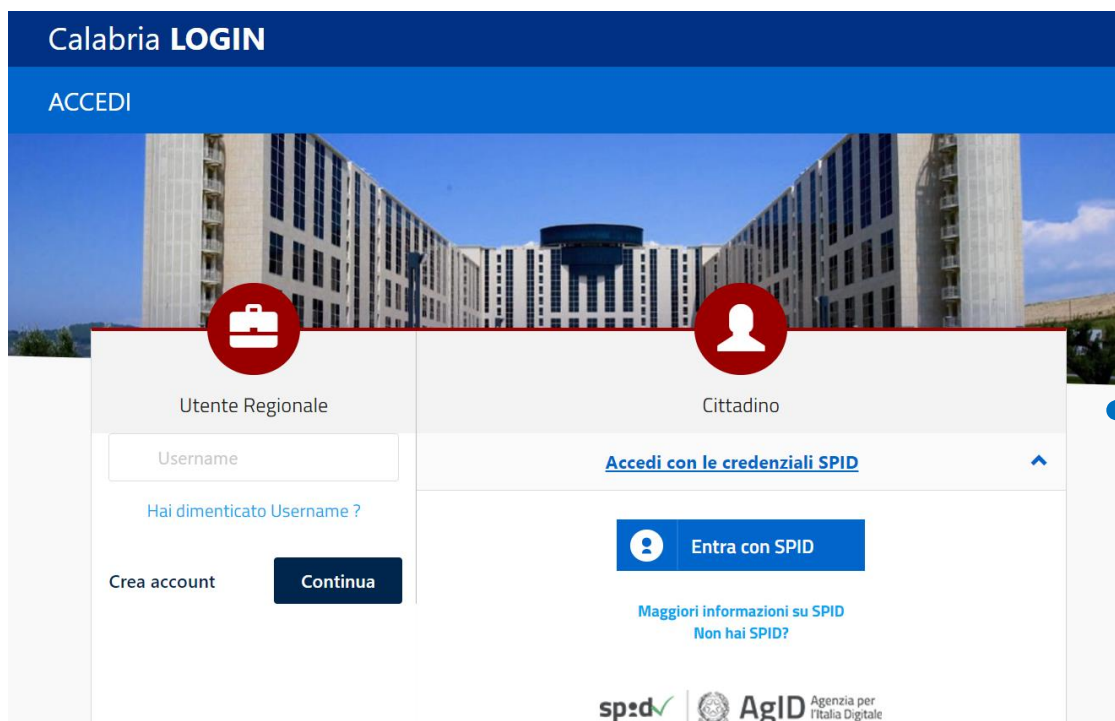 Calabria LOGIN
ACCEDI
Utente Regionale
Username
Hai dimenticato Username ?
Crea account
Continua
Cittadino
Accedi con le credenziali SPID
Entra con SPID
Maggiori informazioni su SPID
Non hai SPID?
sp:d
AgID Agenzia per
l'Italia Digitale